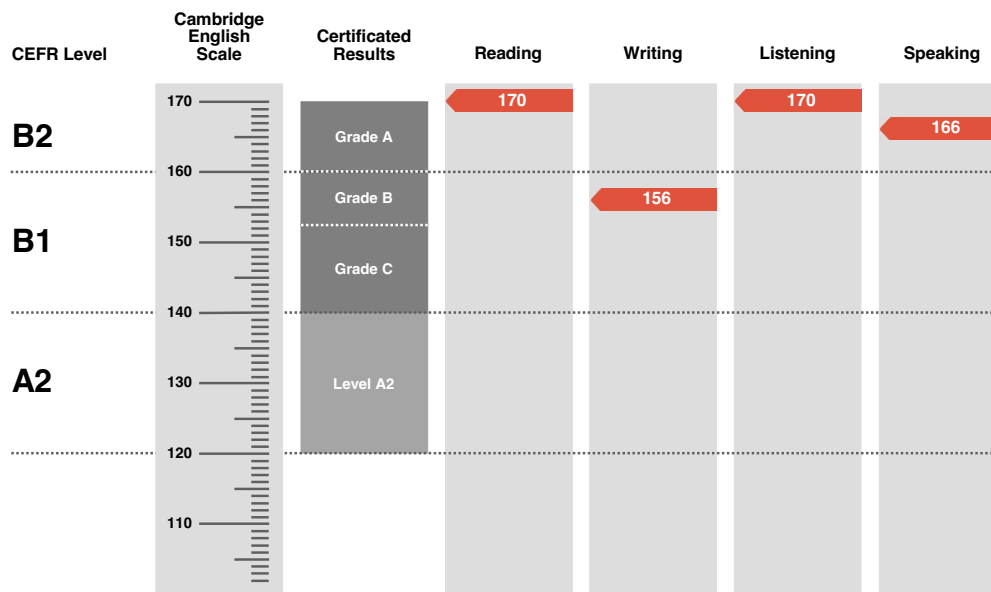 CEFR Level
Cambridge
English
Scale
Certificated
Results
Reading
Writing
Listening
Speaking
170
170
170
B2
Grade A
166
160
Grade B
156
B1
150
Grade C
140
A2
130
Level A2
120
110